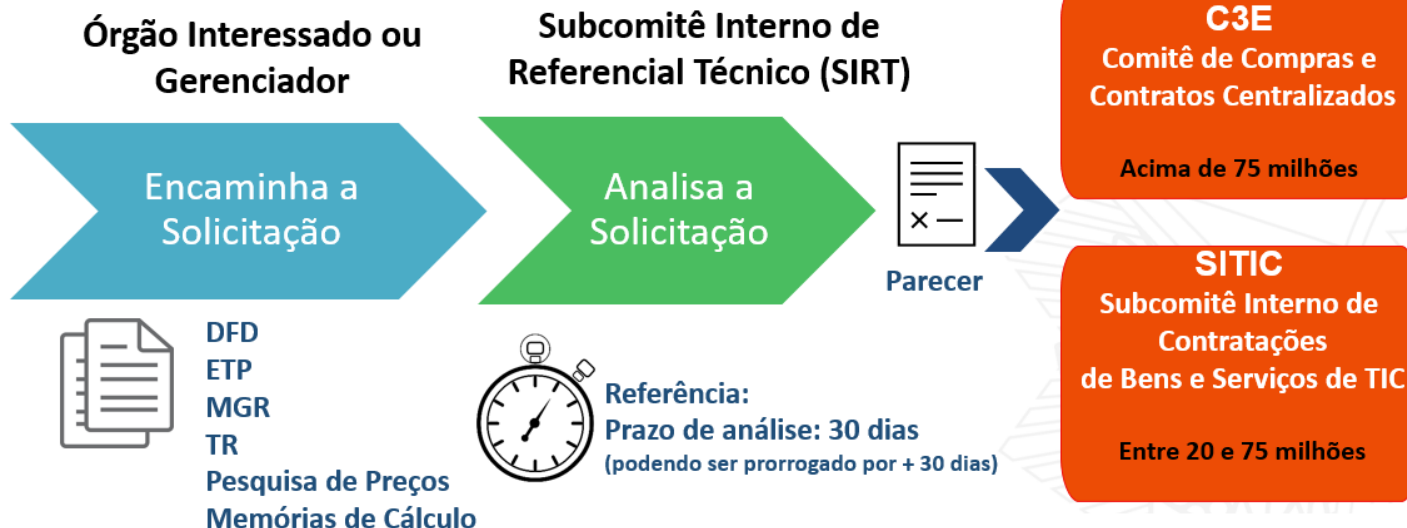 Órgão Interessado ou
Gerenciador
Encaminha a
Solicitação
DFD
ETP
MGR
TR
Pesquisa de Preços
Memórias de Cálculo
Subcomitê Interno de
Referencial Técnico (SIRT)
Analisa a
Solicitação
Referência:
Prazo de análise: 30 dias
(podendo ser prorrogado por + 30 dias)
Parecer
C3E
Comitê de Compras e
Contratos Centralizados
Acima de 75 milhões
SITIC
Subcomitê Interno de
Contratações
de Bens e Serviços de TIC
Entre 20 e 75 milhões